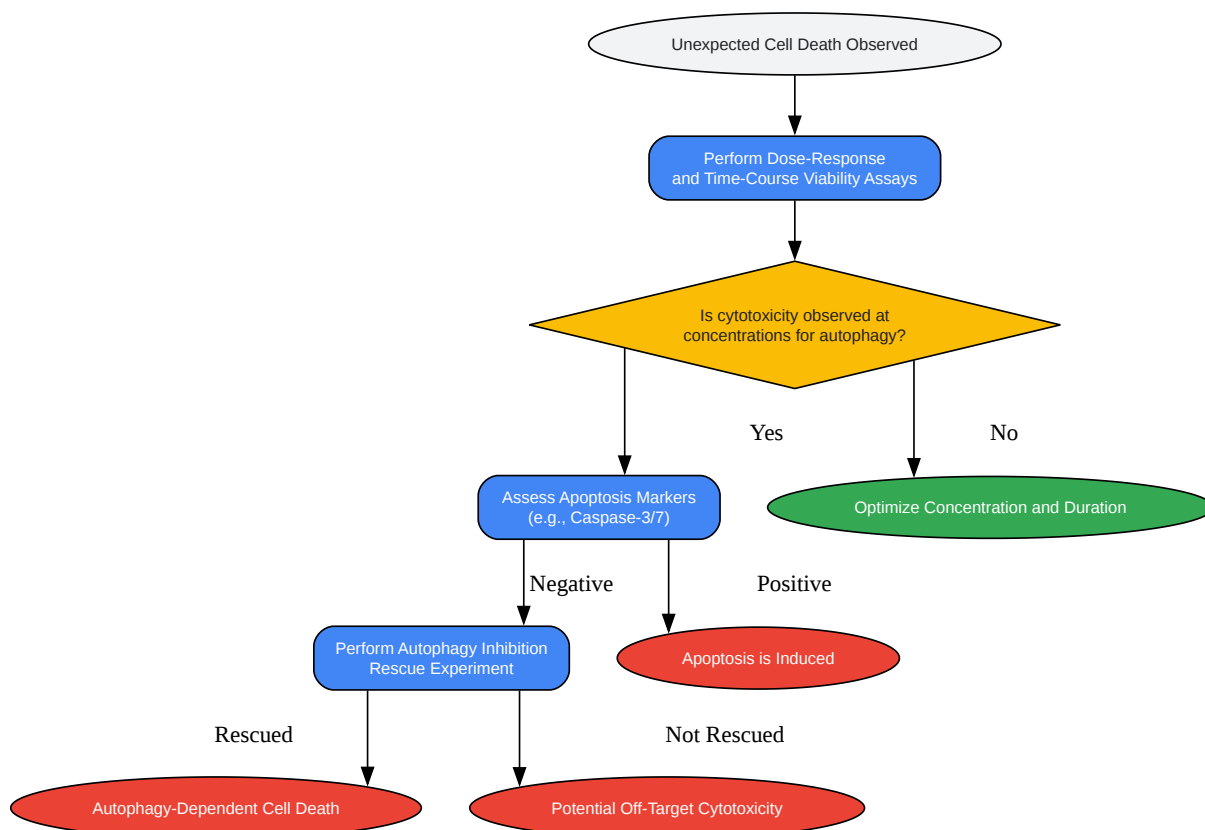 Unexpected Cell Death Observed
Perform Dose-Response
and Time-Course Viability Assays
Is cytotoxicity observed at
concentrations for autophagy?
Yes
No
Assess Apoptosis Markers
(e.g., Caspase-3/7)
Optimize Concentration and Duration
Negative
Positive
Perform Autophagy Inhibition
Rescue Experiment
Apoptosis is Induced
Rescued
Not Rescued
Autophagy-Dependent Cell Death
Potential Off-Target Cytotoxicity